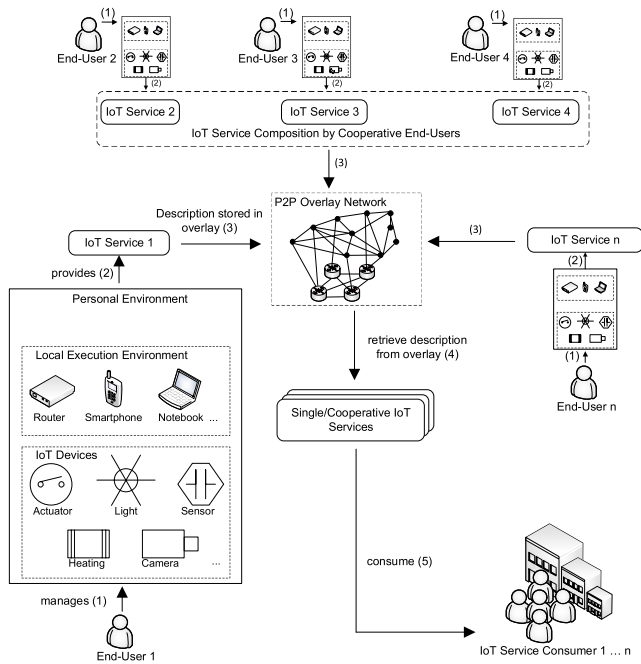 (1)
End-User 2
(2)
(1)
End-User 3
(2)
(1)
End-User 4
(2)
IoT Service 2
IoT Service 3
IoT Service 4
IoT Service Composition by Cooperative End-Users
(3)
P2P Overlay Network
Description stored in
overlay (3)
(3)
IoT Service 1
IoT Service n
provides (2)
(2)
Personal Environment
retrieve description
from overlay (4)
Local Execution Environment
Router
Smartphone
Notebook ...
(1)
End-User n
Single/Cooperative IoT
Services
IoT Devices
Actuator
Light
Sensor
Heating
Camera
...
consume (5)
manages (1)
End-User 1
IoT Service Consumer 1 ... n